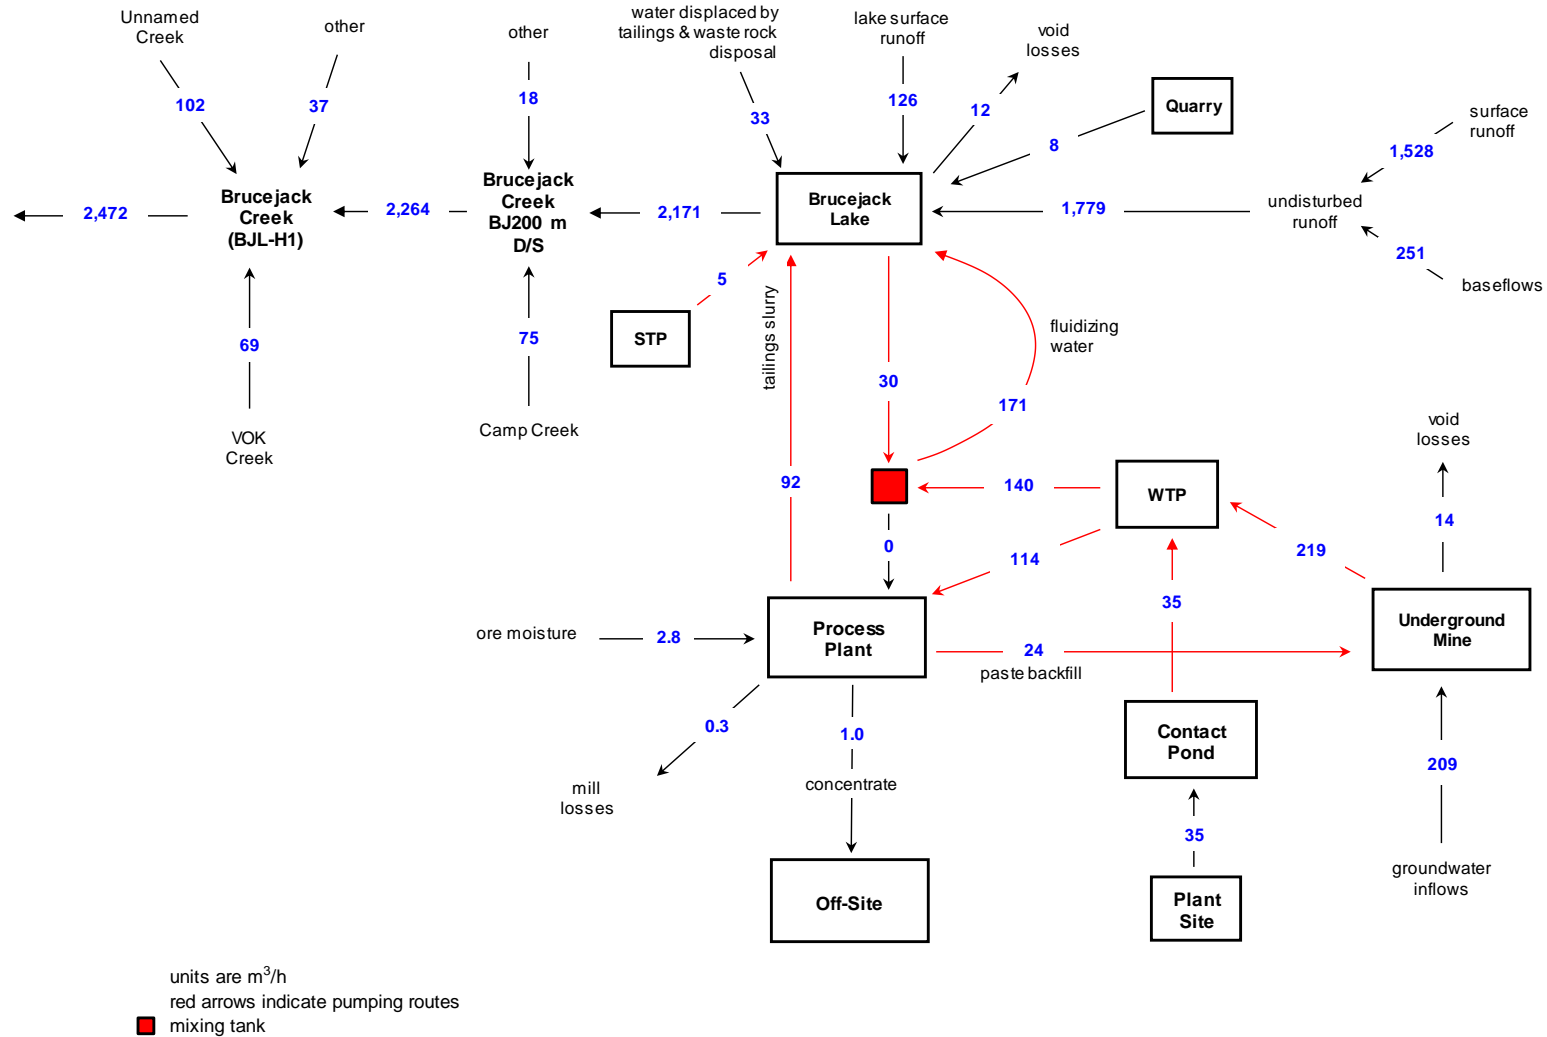 Unnamed
Creek
other
other
water displaced by
tailings & waste rock
disposal
lake surface
runoff
void
losses
Quarry
surface
runoff
102
37
18
33
126
12
8
1,528
Brucejack
Creek
(BJL-H1)
Brucejack
Creek
BJ200 m
D/S
Brucejack
Lake
undisturbed
runoff
2,472
2,264
2,171
1,779
251
baseflows
5
STP
tailings slurry
fluidizing
water
69
75
30
171
VOK
Creek
Camp Creek
void
losses
92
140
WTP
14
0
114
219
35
ore moisture
2.8
Process
Plant
24
paste backfill
Underground
Mine
0.3
1.0
Contact
Pond
209
mill
losses
concentrate
35
groundwater
inflows
Off-Site
Plant
Site
units are m³/h
red arrows indicate pumping routes
mixing tank